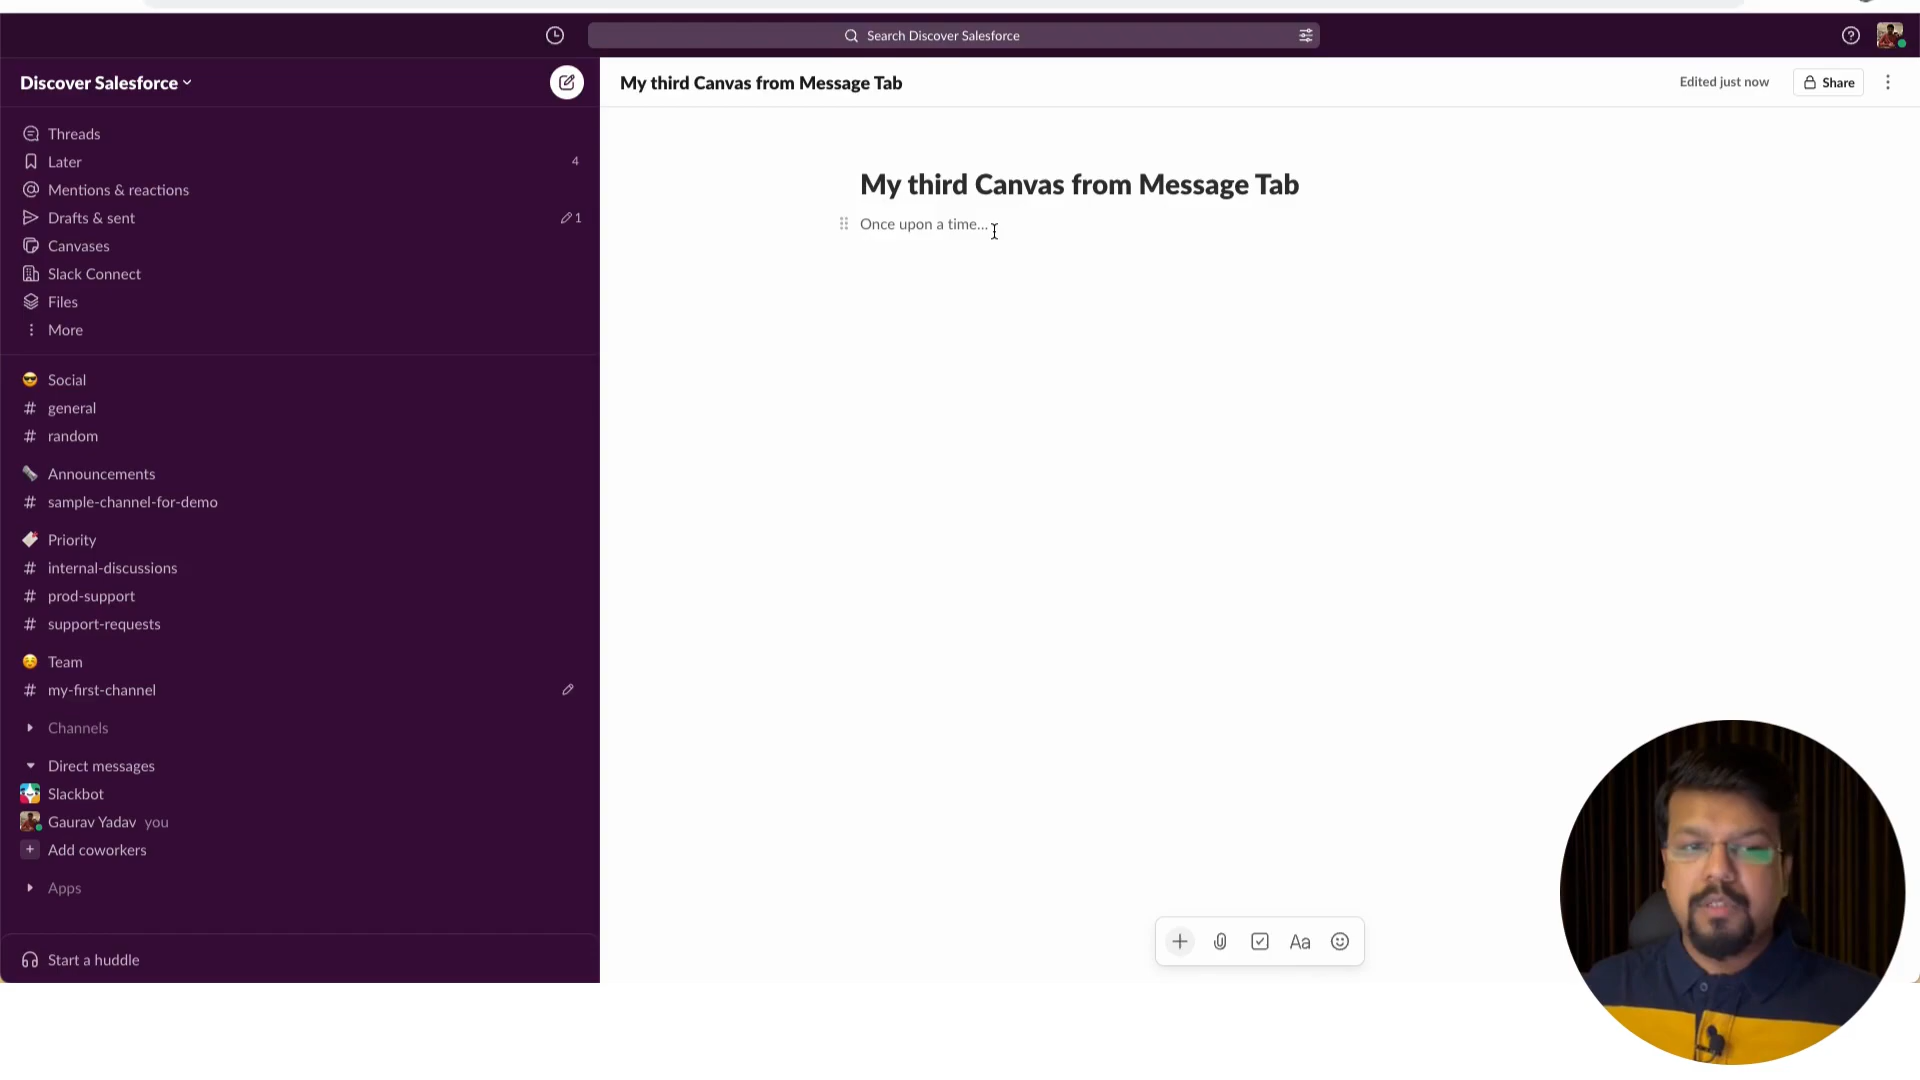 Search Discover Salesforce
Discover Salesforce
My third Canvas from Message Tab
Edited just now
Share
Threads
Later 4
Mentions & reactions
Drafts & sent 1
Canvases
Slack Connect
Files
More
Social
# general
# random
Announcements
# sample-channel-for-demo
Priority
# internal-discussions
# prod-support
# support-requests
Team
# my-first-channel
Channels
Direct messages
Slackbot
Gaurav Yadav you
+ Add coworkers
Apps
Start a huddle
My third Canvas from Message Tab
Once upon a time...
Aa